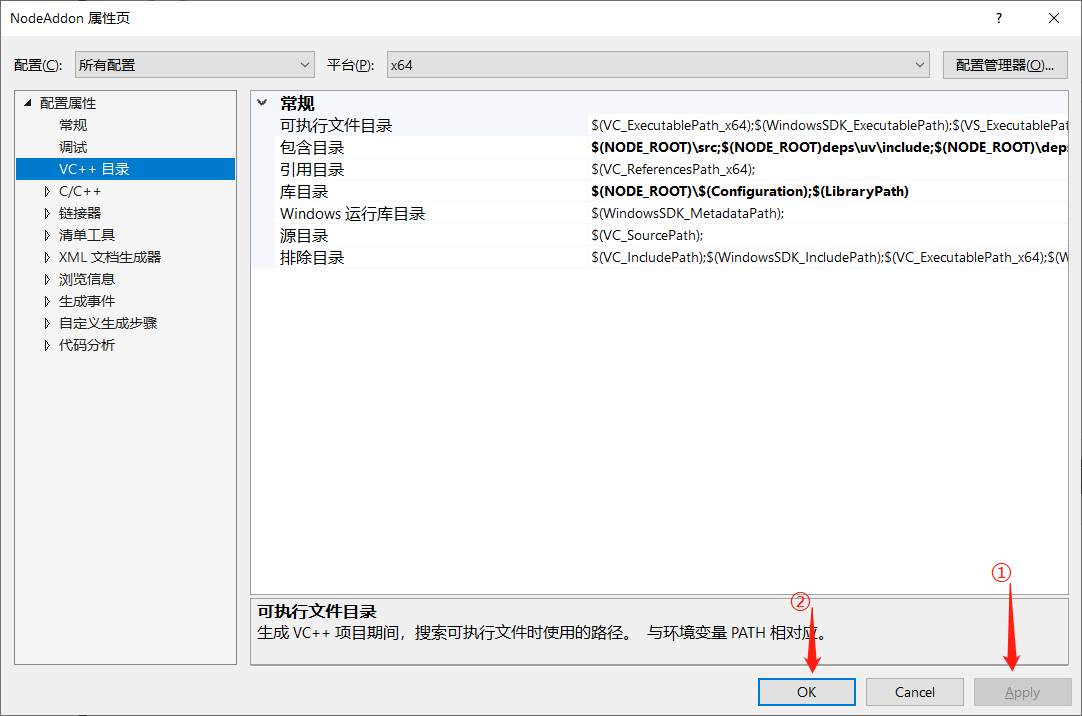 NodeAddon 属性页
?
配置(C): 所有配置 平台(P): x64 配置管理器(O)...
配置属性
常规
调试
VC++ 目录
C/C++
链接器
清单工具
XML 文档生成器
浏览信息
生成事件
自定义生成步骤
代码分析
常规
可执行文件目录 $(VC_ExecutablePath_x64);$(WindowsSDK_ExecutablePath);$(VS_ExecutablePat
包含目录 $(NODE_ROOT)\src;$(NODE_ROOT)deps\uv\include;$(NODE_ROOT)\dep
引用目录 $(VC_ReferencesPath_x64);
库目录 $(NODE_ROOT)\$(Configuration);$(LibraryPath)
Windows 运行库目录 $(WindowsSDK_MetadataPath);
源目录 $(VC_SourcePath);
排除目录 $(VC_IncludePath);$(WindowsSDK_IncludePath);$(VC_ExecutablePath_x64);$(W
①
②
可执行文件目录
生成 VC++ 项目期间，搜索可执行文件时使用的路径。 与环境变量 PATH 相对应。
OK Cancel Apply